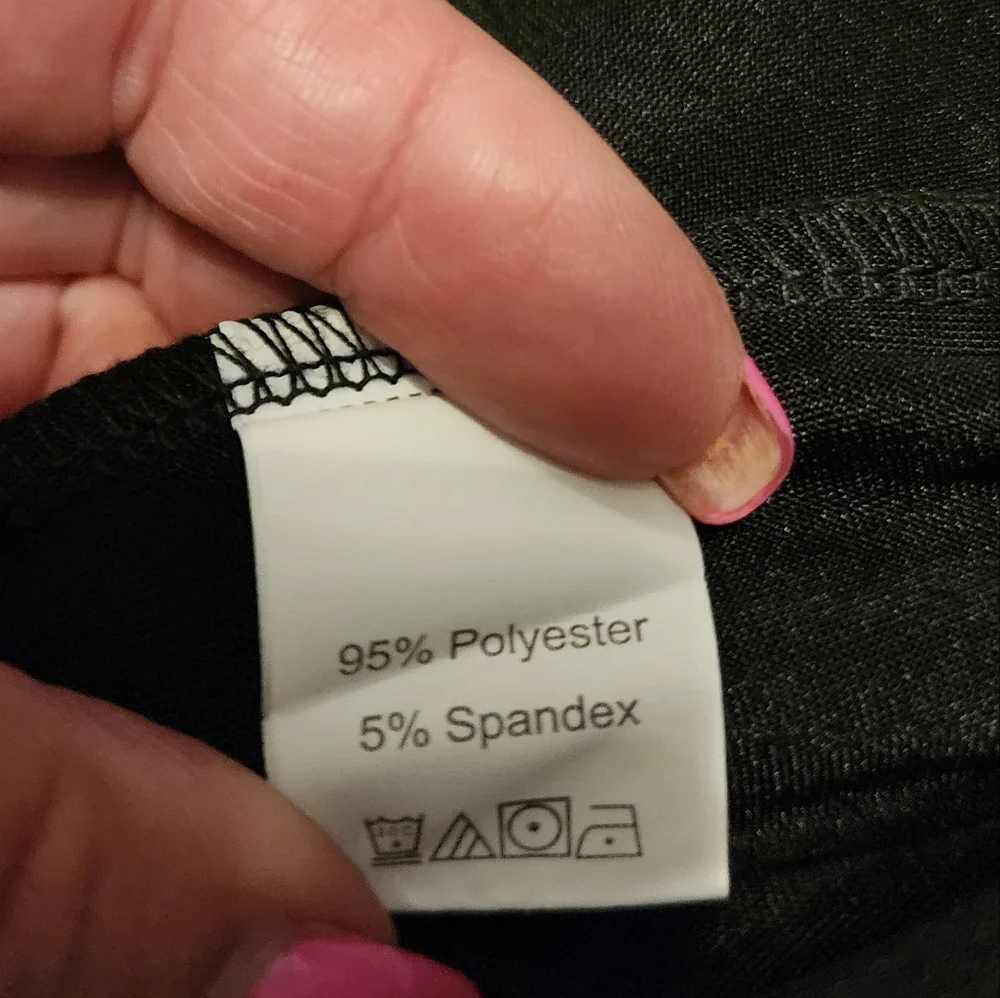 95% Polyester
5% Spandex